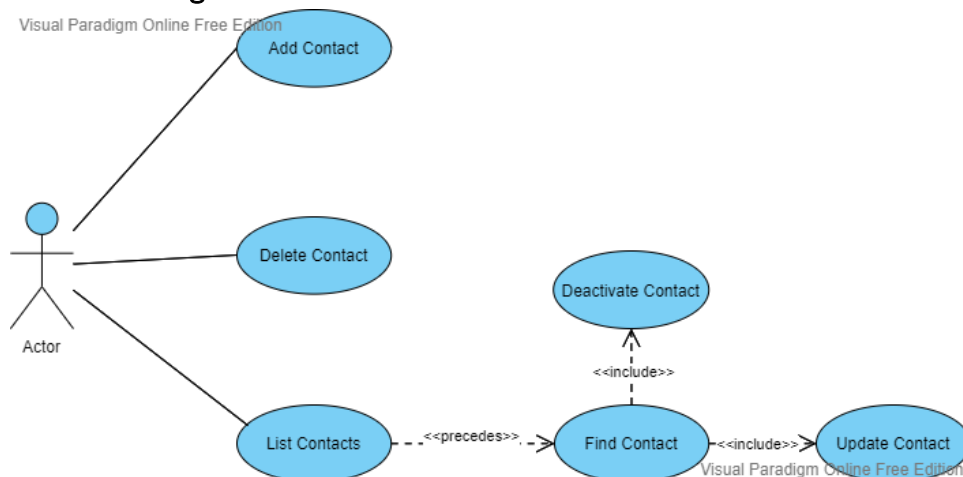 Visual Paradigm Online Free Edition
Add Contact
Delete Contact
Deactivate Contact
Actor
<<include>>
List Contacts
<<precedes>>
Find Contact
<<include>>
Update Contact
Visual Paradigm Online Free Edition